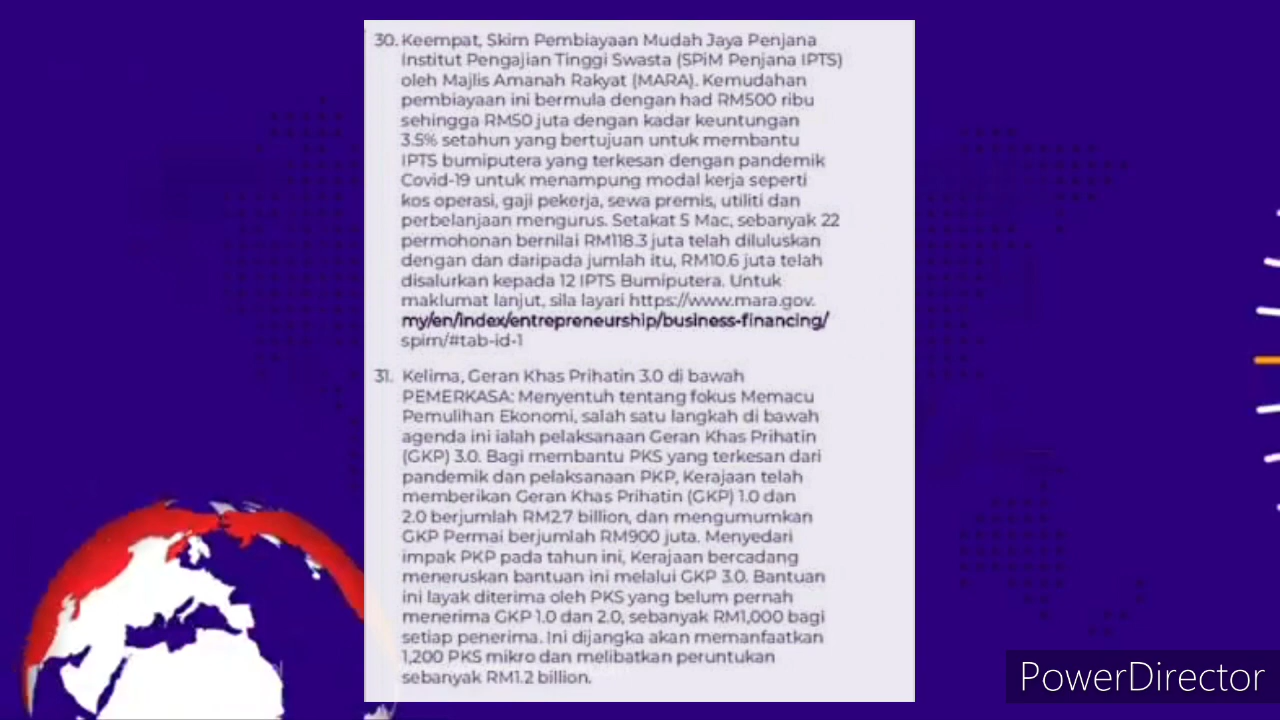 30. Keempat, Skim Pembiayaan Mudah Jaya Penjana
Institut Pengajian Tinggi Swasta (SPiM Penjana IPTS)
oleh Majlis Amanah Rakyat (MARA). Kemudahan
pembiayaan ini bermula dengan had RM500 ribu
sehingga RM50 juta dengan kadar keuntungan
3.5% setahun yang bertujuan untuk membantu
IPTS bumiputera yang terkesan dengan pandemik
Covid-19 untuk menampung modal kerja seperti
kos operasi, gaji pekerja, sewa premis, utiliti dan
perbelanjaan mengurus. Setakat 5 Mac, sebanyak 22
permohonan bernilai RM118.3 juta telah diluluskan
dengan dan daripada jumlah itu, RM10.6 juta telah
disalurkan kepada 12 IPTS Bumiputera. Untuk
maklumat lanjut, sila layari https://www.mara.gov.
my/en/index/entrepreneurship/business-financing/
spim/#tab-id-1
31. Kelima, Geran Khas Prihatin 3.0 di bawah
PEMERKASA: Menyentuh tentang fokus Memacu
Pemulihan Ekonomi, salah satu langkah di bawah
agenda ini ialah pelaksanaan Geran Khas Prihatin
(GKP) 3.0. Bagi membantu PKS yang terkesan dari
pandemik dan pelaksanaan PKP, Kerajaan telah
memberikan Geran Khas Prihatin (GKP) 1.0 dan
2.0 berjumlah RM2.7 billion, dan mengumumkan
GKP Permai berjumlah RM900 juta. Menyedari
impak PKP pada tahun ini, Kerajaan bercadang
meneruskan bantuan ini melalui GKP 3.0. Bantuan
ini layak diterima oleh PKS yang belum pernah
menerima GKP 1.0 dan 2.0, sebanyak RM1,000 bagi
setiap penerima. Ini dijangka akan memanfaatkan
1,200 PKS mikro dan melibatkan peruntukan
sebanyak RM1.2 billion.
PowerDirector